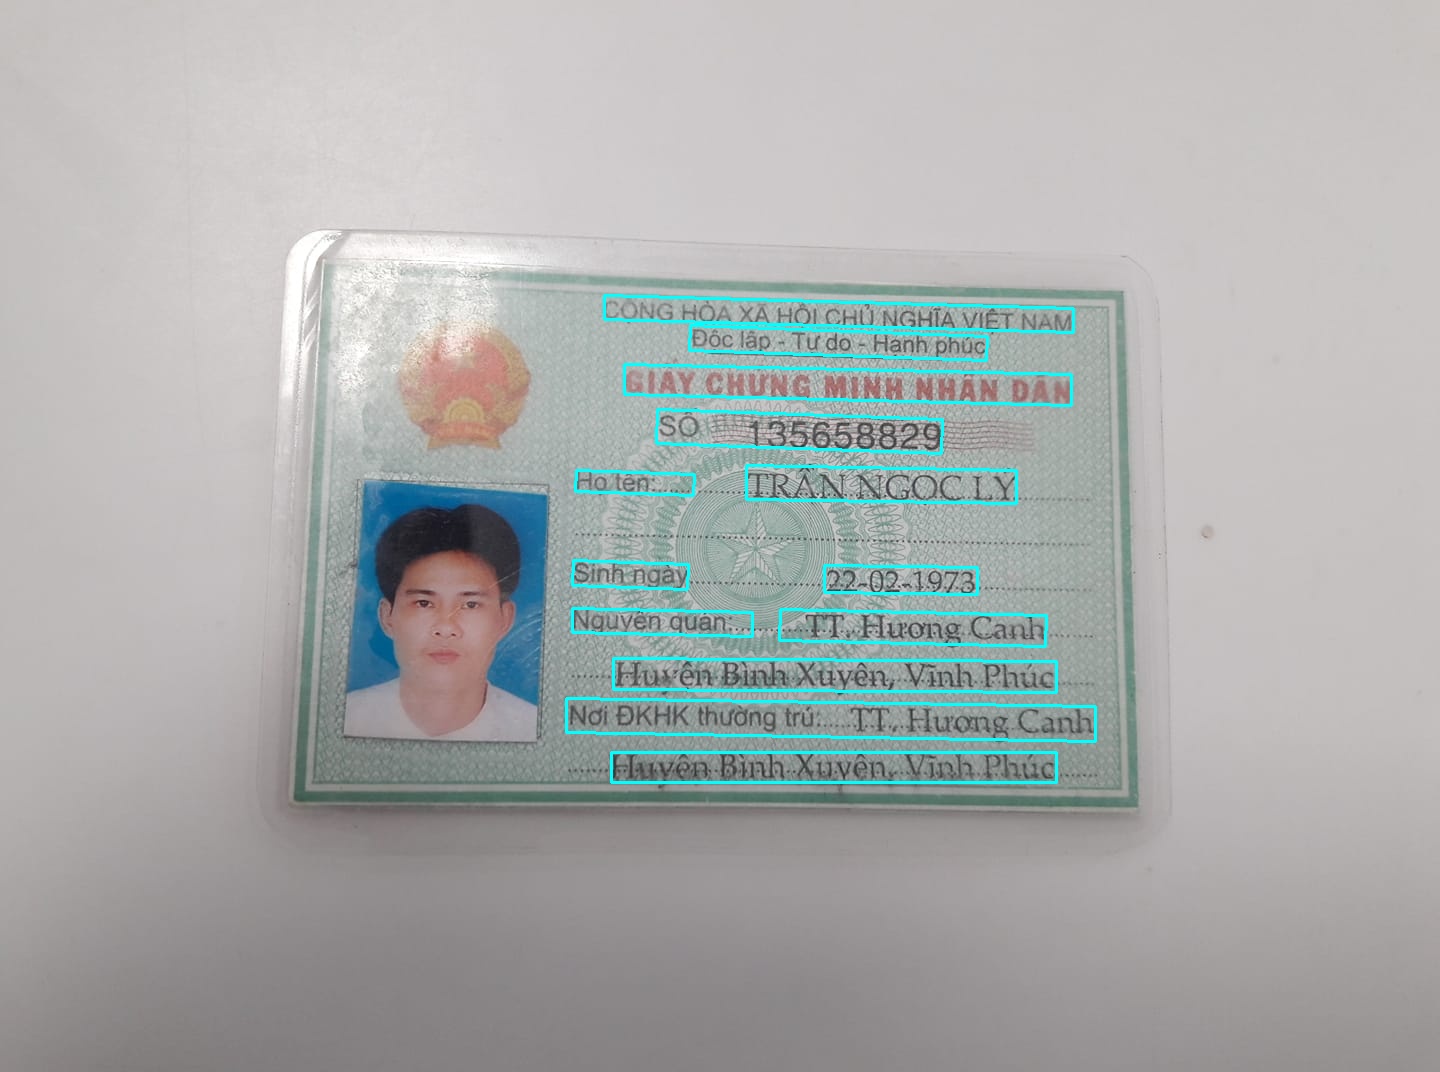 CỘNG HÒA XÃ HỘI CHỦ NGHĨA VIỆT NAM
Độc lập - Tự do - Hạnh phúc
GIẤY CHỨNG MINH NHÂN DÂN
SỐ 135658829
Họ tên: TRẦN NGỌC LÝ
Sinh ngày 22-02-1973
Nguyên quán: TT. Hương Canh
Huyện Bình Xuyên, Vĩnh Phúc
Nơi ĐKHK thường trú: TT. Hương Canh
Huyện Bình Xuyên, Vĩnh Phúc